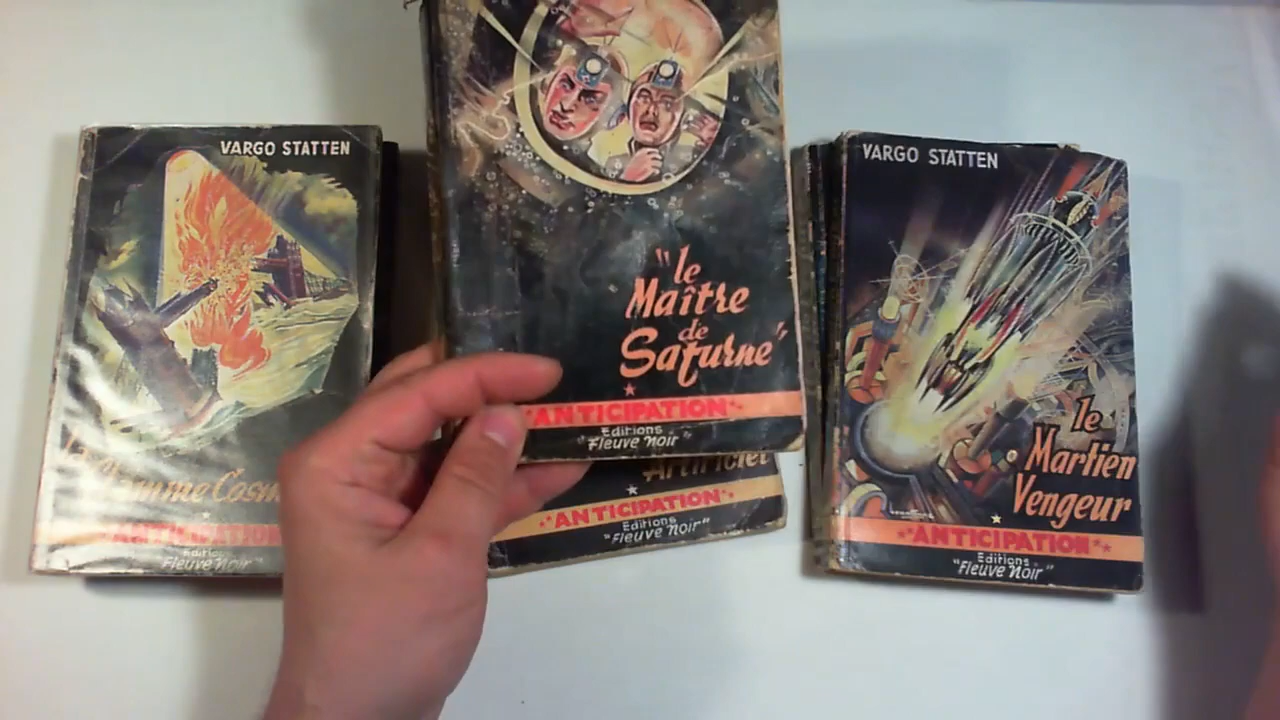 VARGO STATTEN
ANTICIPATION
Editions
"Fleuve Noir"
"le
Maître
de
Saturne"
ANTICIPATION
Editions
"Fleuve Noir"
Artificiel
ANTICIPATION
Editions
"Fleuve Noir"
VARGO STATTEN
le
Martien
Vengeur
ANTICIPATION
Editions
"Fleuve Noir"